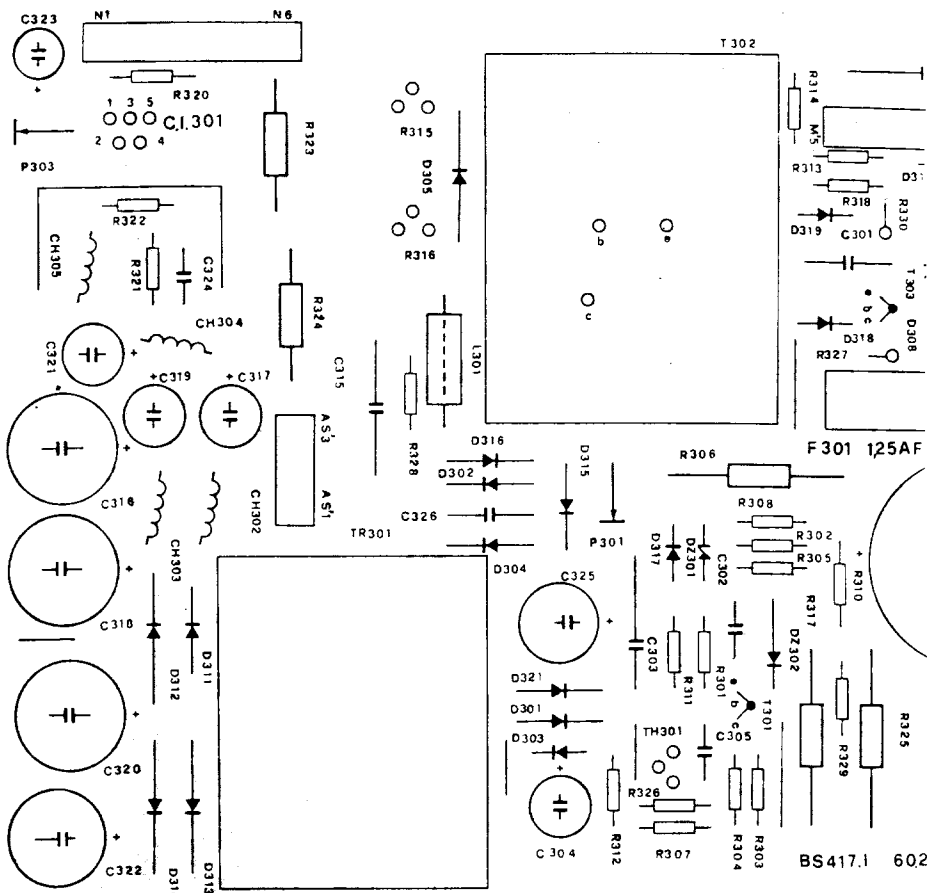 C323
N1
N6
R320
1 3 5
C.I.301
2 4
P303
R323
R315
D305
R316
T302
R314
M'5
R313
R318
D319
C301
R330
T303
b
e
c
e
b
c
D318
D308
R327
R322
CH305
R321
C324
R324
CH304
C321
C319
C317
C315
R328
L301
AS'3
AS'1
C316
CH302
CH303
TR301
D316
D302
C326
D304
D315
P301
F301 1,25AF
R306
R308
R302
R305
D317
DZ301
C302
R310
R317
C318
D312
D311
C325
C303
R311
R301
DZ302
b
c
T301
D321
D301
D303
TH301
C305
R329
R325
C320
C304
R312
R326
R307
R304
R303
C322
D313
BS417.1